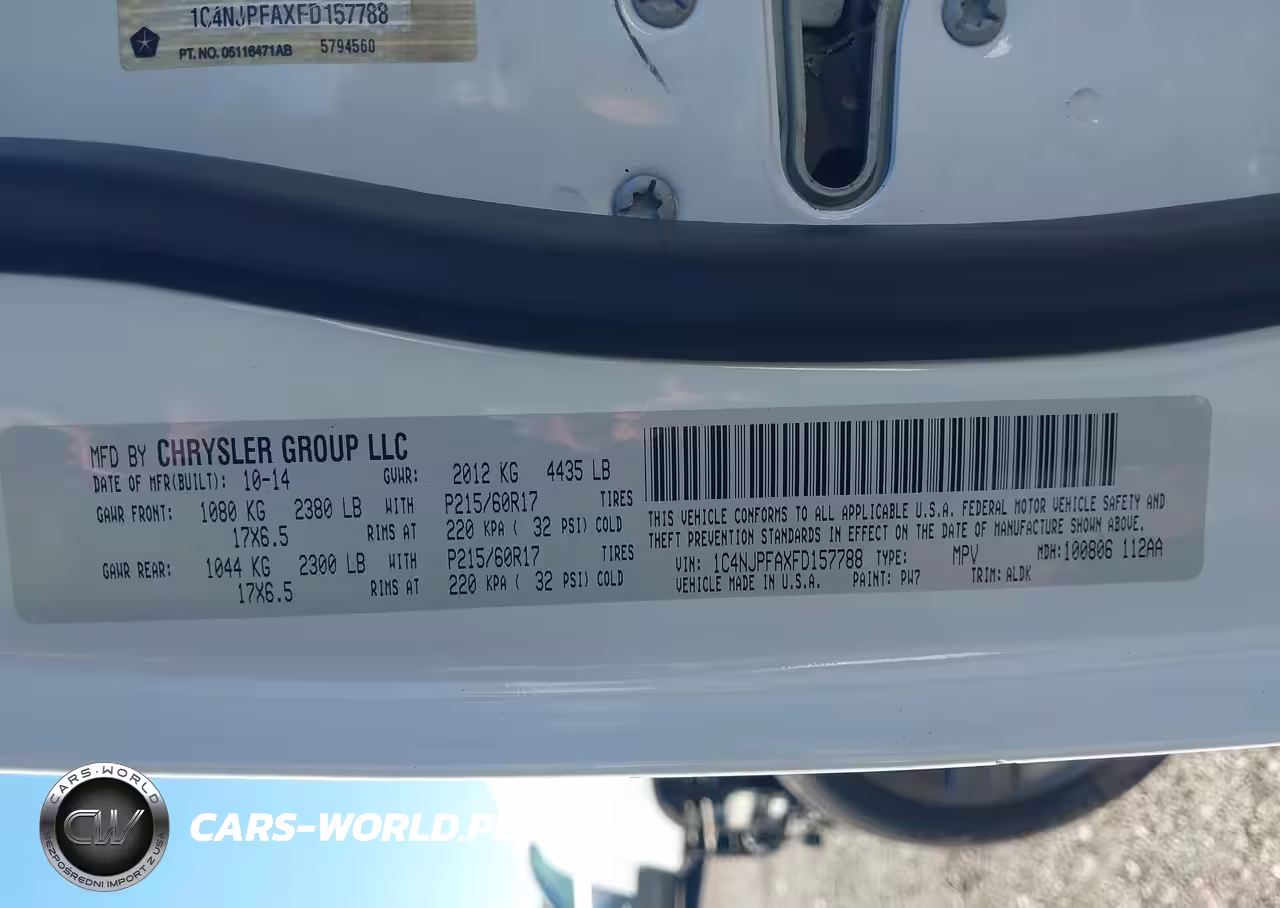 1C4NJPFAXFD157788
PT. NO. 05116471AB 5794560
MFD BY CHRYSLER GROUP LLC
DATE OF MFR(BUILT): 10-14 GVWR: 2012 KG 4435 LB
GAWR FRONT: 1080 KG 2380 LB WITH P215/60R17 TIRES
17X6.5 RIMS AT 220 KPA ( 32 PSI) COLD
GAWR REAR: 1044 KG 2300 LB WITH P215/60R17 TIRES
17X6.5 RIMS AT 220 KPA ( 32 PSI) COLD
THIS VEHICLE CONFORMS TO ALL APPLICABLE U.S.A. FEDERAL MOTOR VEHICLE SAFETY AND
THEFT PREVENTION STANDARDS IN EFFECT ON THE DATE OF MANUFACTURE SHOWN ABOVE.
VIN: 1C4NJPFAXFD157788 TYPE: MPV MDH:100806 112AA
VEHICLE MADE IN U.S.A. PAINT: PW7 TRIM: ALDK
CARS-WORLD
CW
BEZPOŚREDNI IMPORT Z USA
CARS-WORLD.PL